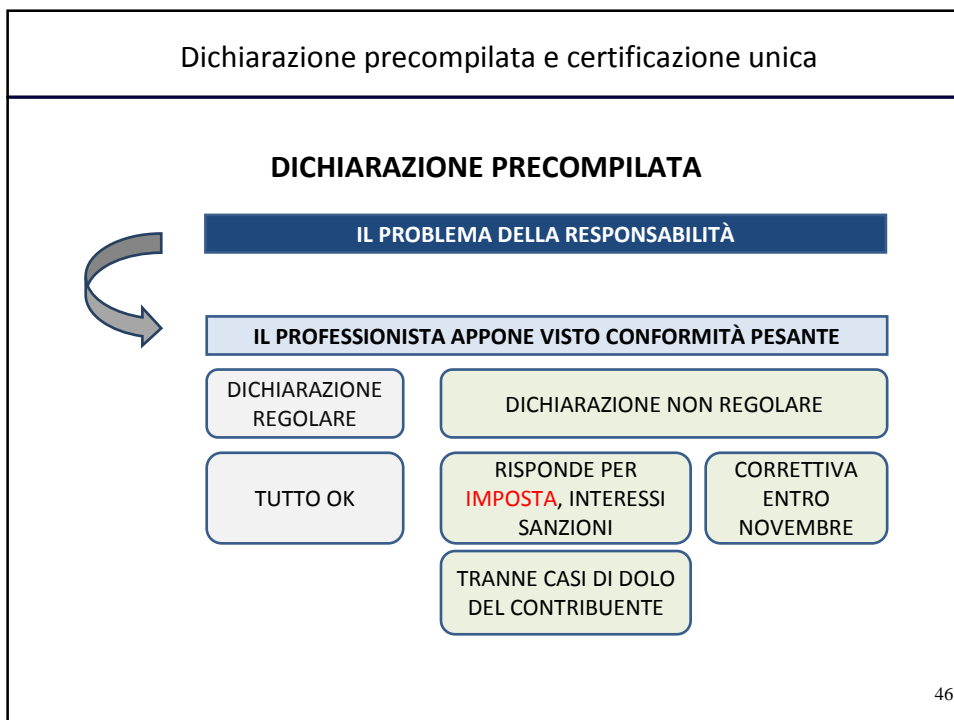 Dichiarazione precompilata e certificazione unica
DICHIARAZIONE PRECOMPILATA
IL PROBLEMA DELLA RESPONSABILITÀ
IL PROFESSIONISTA APPONE VISTO CONFORMITÀ PESANTE
DICHIARAZIONE
REGOLARE
DICHIARAZIONE NON REGOLARE
TUTTO OK
RISPONDE PER
IMPOSTA, INTERESSI
SANZIONI
CORRETTIVA
ENTRO
NOVEMBRE
TRANNE CASI DI DOLO
DEL CONTRIBUENTE
46